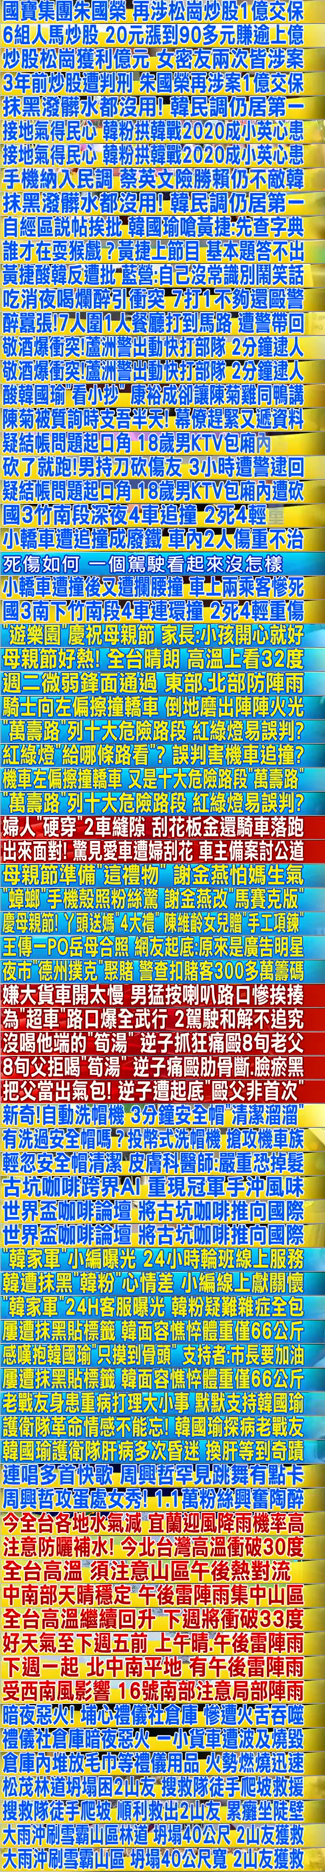 國寶集團朱國榮 再涉松崗炒股1億交保
6組人馬炒股 20元漲到90多元賺逾上億
炒股松崗獲利億元 女密友兩次皆涉案
3年前炒股遭判刑 朱國榮再涉案1億交保
抹黑潑髒水都沒用! 韓民調仍居第一
接地氣得民心 韓粉拱韓戰2020成小英心患
接地氣得民心 韓粉拱韓戰2020成小英心患
手機納入民調 蔡英文險勝賴仍不敵韓
抹黑潑髒水都沒用! 韓民調仍居第一
自經區説帖挨批 韓國瑜嗆黃捷:先查字典
誰才在耍猴戲？黃捷上節目 基本題答不出
黃捷酸韓反遭批 藍營:自己沒常識別鬧笑話
吃消夜喝爛醉引衝突 7打1不夠還毆警
醉囂張!7人圍1人餐廳打到馬路 遭警帶回
敬酒爆衝突!蘆洲警出動快打部隊 2分鐘逮人
敬酒爆衝突!蘆洲警出動快打部隊 2分鐘逮人
酸韓國瑜"看小抄" 康裕成卻讓陳菊雞同鴨講
陳菊被質詢時支吾半天! 幕僚趕緊又遞資料
疑結帳問題起口角 18歲男KTV包廂內
砍了就跑!男持刀砍傷友 3小時遭警逮回
疑結帳問題起口角 18歲男KTV包廂內遭砍
國3竹南段深夜4車追撞 2死4輕重
小轎車遭追撞成廢鐵 車內2人傷重不治
死傷如何 一個駕駛看起來沒怎樣
小轎車遭撞後又遭攔腰撞 車上兩乘客慘死
國3南下竹南段4車連環撞 2死4輕重傷
"遊樂園"慶祝母親節 家長:小孩開心就好
母親節好熱! 全台晴朗 高溫上看32度
週二微弱鋒面通過 東部.北部防陣雨
騎士向左偏擦撞轎車 倒地磨出陣陣火光
"萬壽路"列十大危險路段 紅綠燈易誤判?
紅綠燈"給哪條路看"? 誤判害機車追撞?
機車左偏擦撞轎車 又是十大危險路段"萬壽路"
"萬壽路"列十大危險路段 紅綠燈易誤判?
婦人"硬穿"2車縫隙 刮花板金還騎車落跑
出來面對! 驚見愛車遭婦刮花 車主備案討公道
母親節準備"這禮物" 謝金燕怕媽生氣
"蟑螂"手機殼照粉絲驚 謝金燕改"馬賽克版"
慶母親節! 丫頭送媽"4大禮" 陳維齡女兒贈"手工項鍊"
王傳一PO岳母合照 網友起底:原來是廣告明星
夜市"德州撲克"聚賭 警查扣賭客300多萬籌碼
嫌大貨車開太慢 男猛按喇叭路口慘挨揍
為"超車"路口爆全武行 2駕駛和解不追究
沒喝他端的"筍湯" 逆子抓狂痛毆8旬老父
8旬父拒喝"筍湯" 逆子痛毆肋骨斷.臉瘀黑
把父當出氣包! 逆子遭起底"毆父非首次"
新奇!自動洗帽機 3分鐘安全帽"清潔溜溜"
有洗過安全帽嗎？投幣式洗帽機 搶攻機車族
輕忽安全帽清潔 皮膚科醫師:嚴重恐掉髮
古坑咖啡跨界AI 重現冠軍手沖風味
世界盃咖啡論壇 將古坑咖啡推向國際
世界盃咖啡論壇 將古坑咖啡推向國際
"韓家軍"小編曝光 24小時輪班線上服務
韓遭抹黑"韓粉"心情差 小編線上獻關懷
"韓家軍"24H客服曝光 韓粉疑難雜症全包
屢遭抹黑貼標籤 韓面容憔悴體重僅66公斤
感嘆抱韓國瑜"只摸到骨頭" 支持者:市長要加油
屢遭抹黑貼標籤 韓面容憔悴體重僅66公斤
老戰友身患重病打理大小事 默默支持韓國瑜
護衛隊革命情感不能忘! 韓國瑜探病老戰友
韓國瑜護衛隊肝病多次昏迷 換肝等到奇蹟
連唱多首快歌 周興哲罕見跳舞有點卡
周興哲攻蛋處女秀! 1.1萬粉絲興奮陶醉
今全台各地水氣減 宜蘭迎風降雨機率高
注意防曬補水! 今北台灣高溫衝破30度
全台高溫 須注意山區午後熱對流
中南部天晴穩定 午後雷陣雨集中山區
全台高溫繼續回升 下週將衝破33度
好天氣至下週五前 上午晴.午後雷陣雨
下週一起 北中南平地 有午後雷陣雨
受西南風影響 16號南部注意局部陣雨
暗夜惡火! 埔心禮儀社倉庫 慘遭火舌吞噬
禮儀社倉庫暗夜惡火 一小貨車遭波及燒毀
倉庫內堆放毛巾等禮儀用品 火勢燃燒迅速
松茂林道坍塌困2山友 搜救隊徒手爬坡救援
搜救隊徒手爬坡 順利救出2山友 累癱坐陡壁
大雨沖刷雪霸山區林道 坍塌40公尺 2山友獲救
大雨沖刷雪霸山區 坍塌40公尺寬 2山友獲救